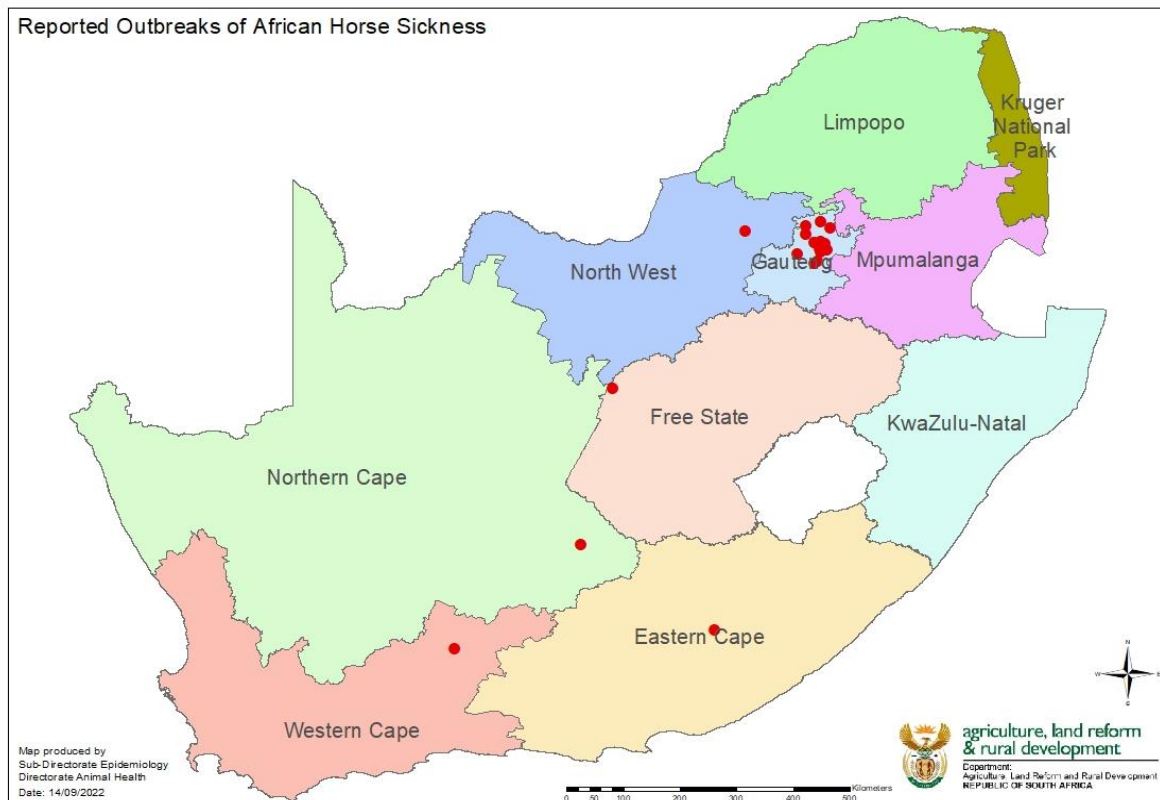 Reported Outbreaks of African Horse Sickness
Limpopo
Kruger
National
Park
North West
Gauteng
Mpumalanga
Free State
KwaZulu-Natal
Northern Cape
Eastern Cape
Western Cape
N
W
E
S
Map produced by
Sub-Directorate Epidemiology
Directorate Animal Health
Date: 14/09/2022
Kilometers
0 50 100 200 300 400 500
agriculture, land reform
& rural development
Department:
Agriculture, Land Reform and Rural Development
REPUBLIC OF SOUTH AFRICA